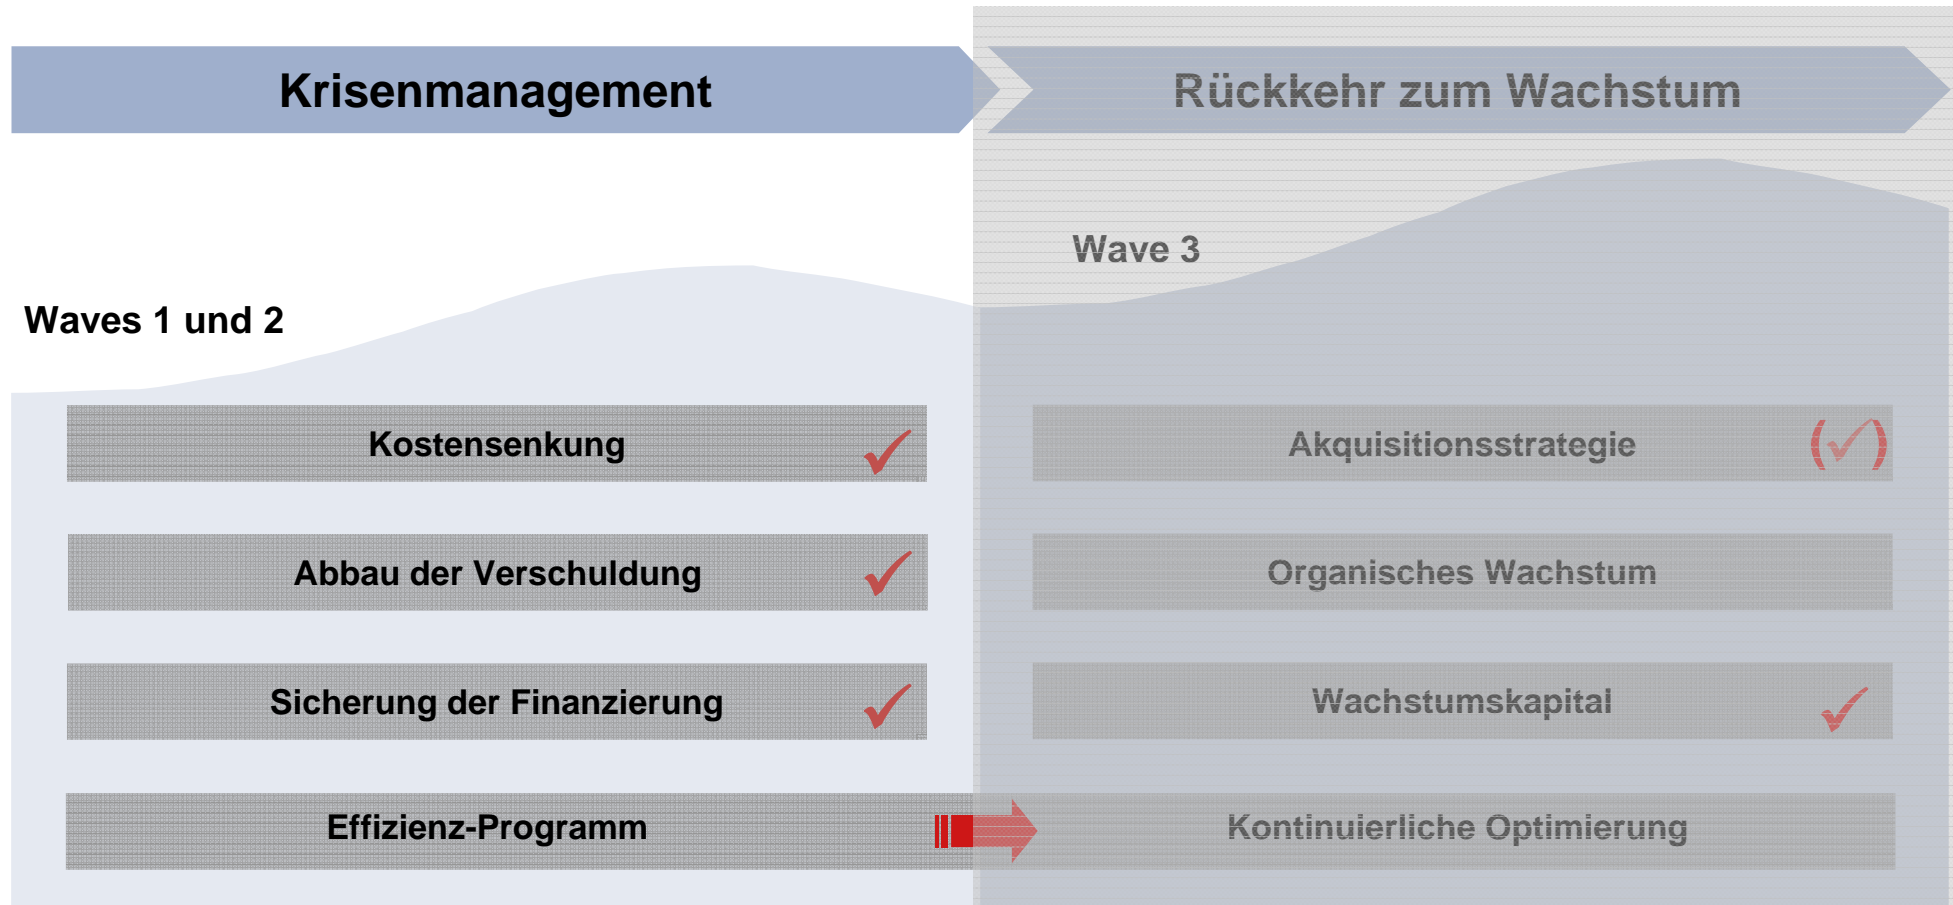 Krisenmanagement
Rückkehr zum Wachstum
Waves 1 und 2
Wave 3
Kostensenkung
Abbau der Verschuldung
Sicherung der Finanzierung
Effizienz-Programm
Akquisitionsstrategie
(✓)
Organisches Wachstum
Wachstumskapital
Kontinuierliche Optimierung